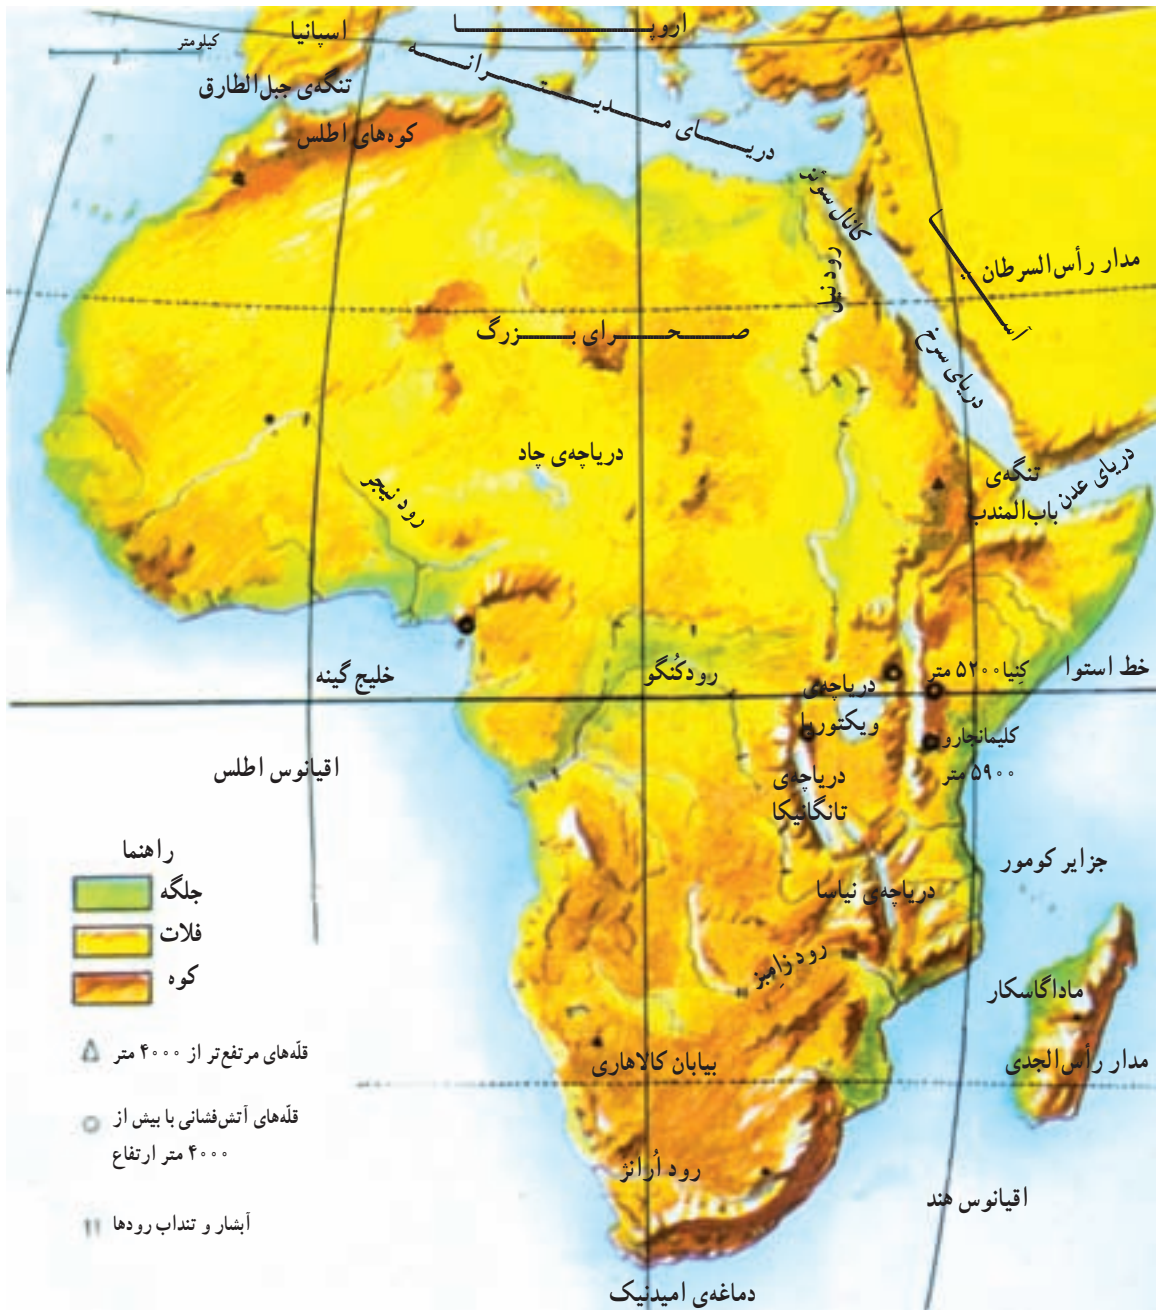 اروپا
اسپانیا
کیلومتر
دریای مدیترانه
تنگه‌ی جبل‌الطارق
کوه‌های اطلس
کانال سوئز
رود نیل
آسیا
مدار رأس‌السرطان
صحرای بزرگ
دریای سرخ
دریاچه‌ی چاد
رود نیجر
تنگه‌ی
باب‌المندب
دریای عدن
خلیج گینه
رودکُنگو
دریاچه‌ی
ویکتوریا
کِنیا ۵۲۰۰ متر
خط استوا
کلیمانجارو
۵۹۰۰ متر
اقیانوس اطلس
دریاچه‌ی
تانگانیکا
جزایر کومور
دریاچه‌ی نیاسا
رود زامِبز
ماداگاسکار
بیابان کالاهاری
مدار رأس‌الجدی
رود اُرانژ
اقیانوس هند
دماغه‌ی امیدنیک
راهنما
جلگه
فلات
کوه
قلّه‌های مرتفع‌تر از ۴۰۰۰ متر
قلّه‌های آتش‌فشانی با بیش از
۴۰۰۰ متر ارتفاع
آبشار و تنداب رودها